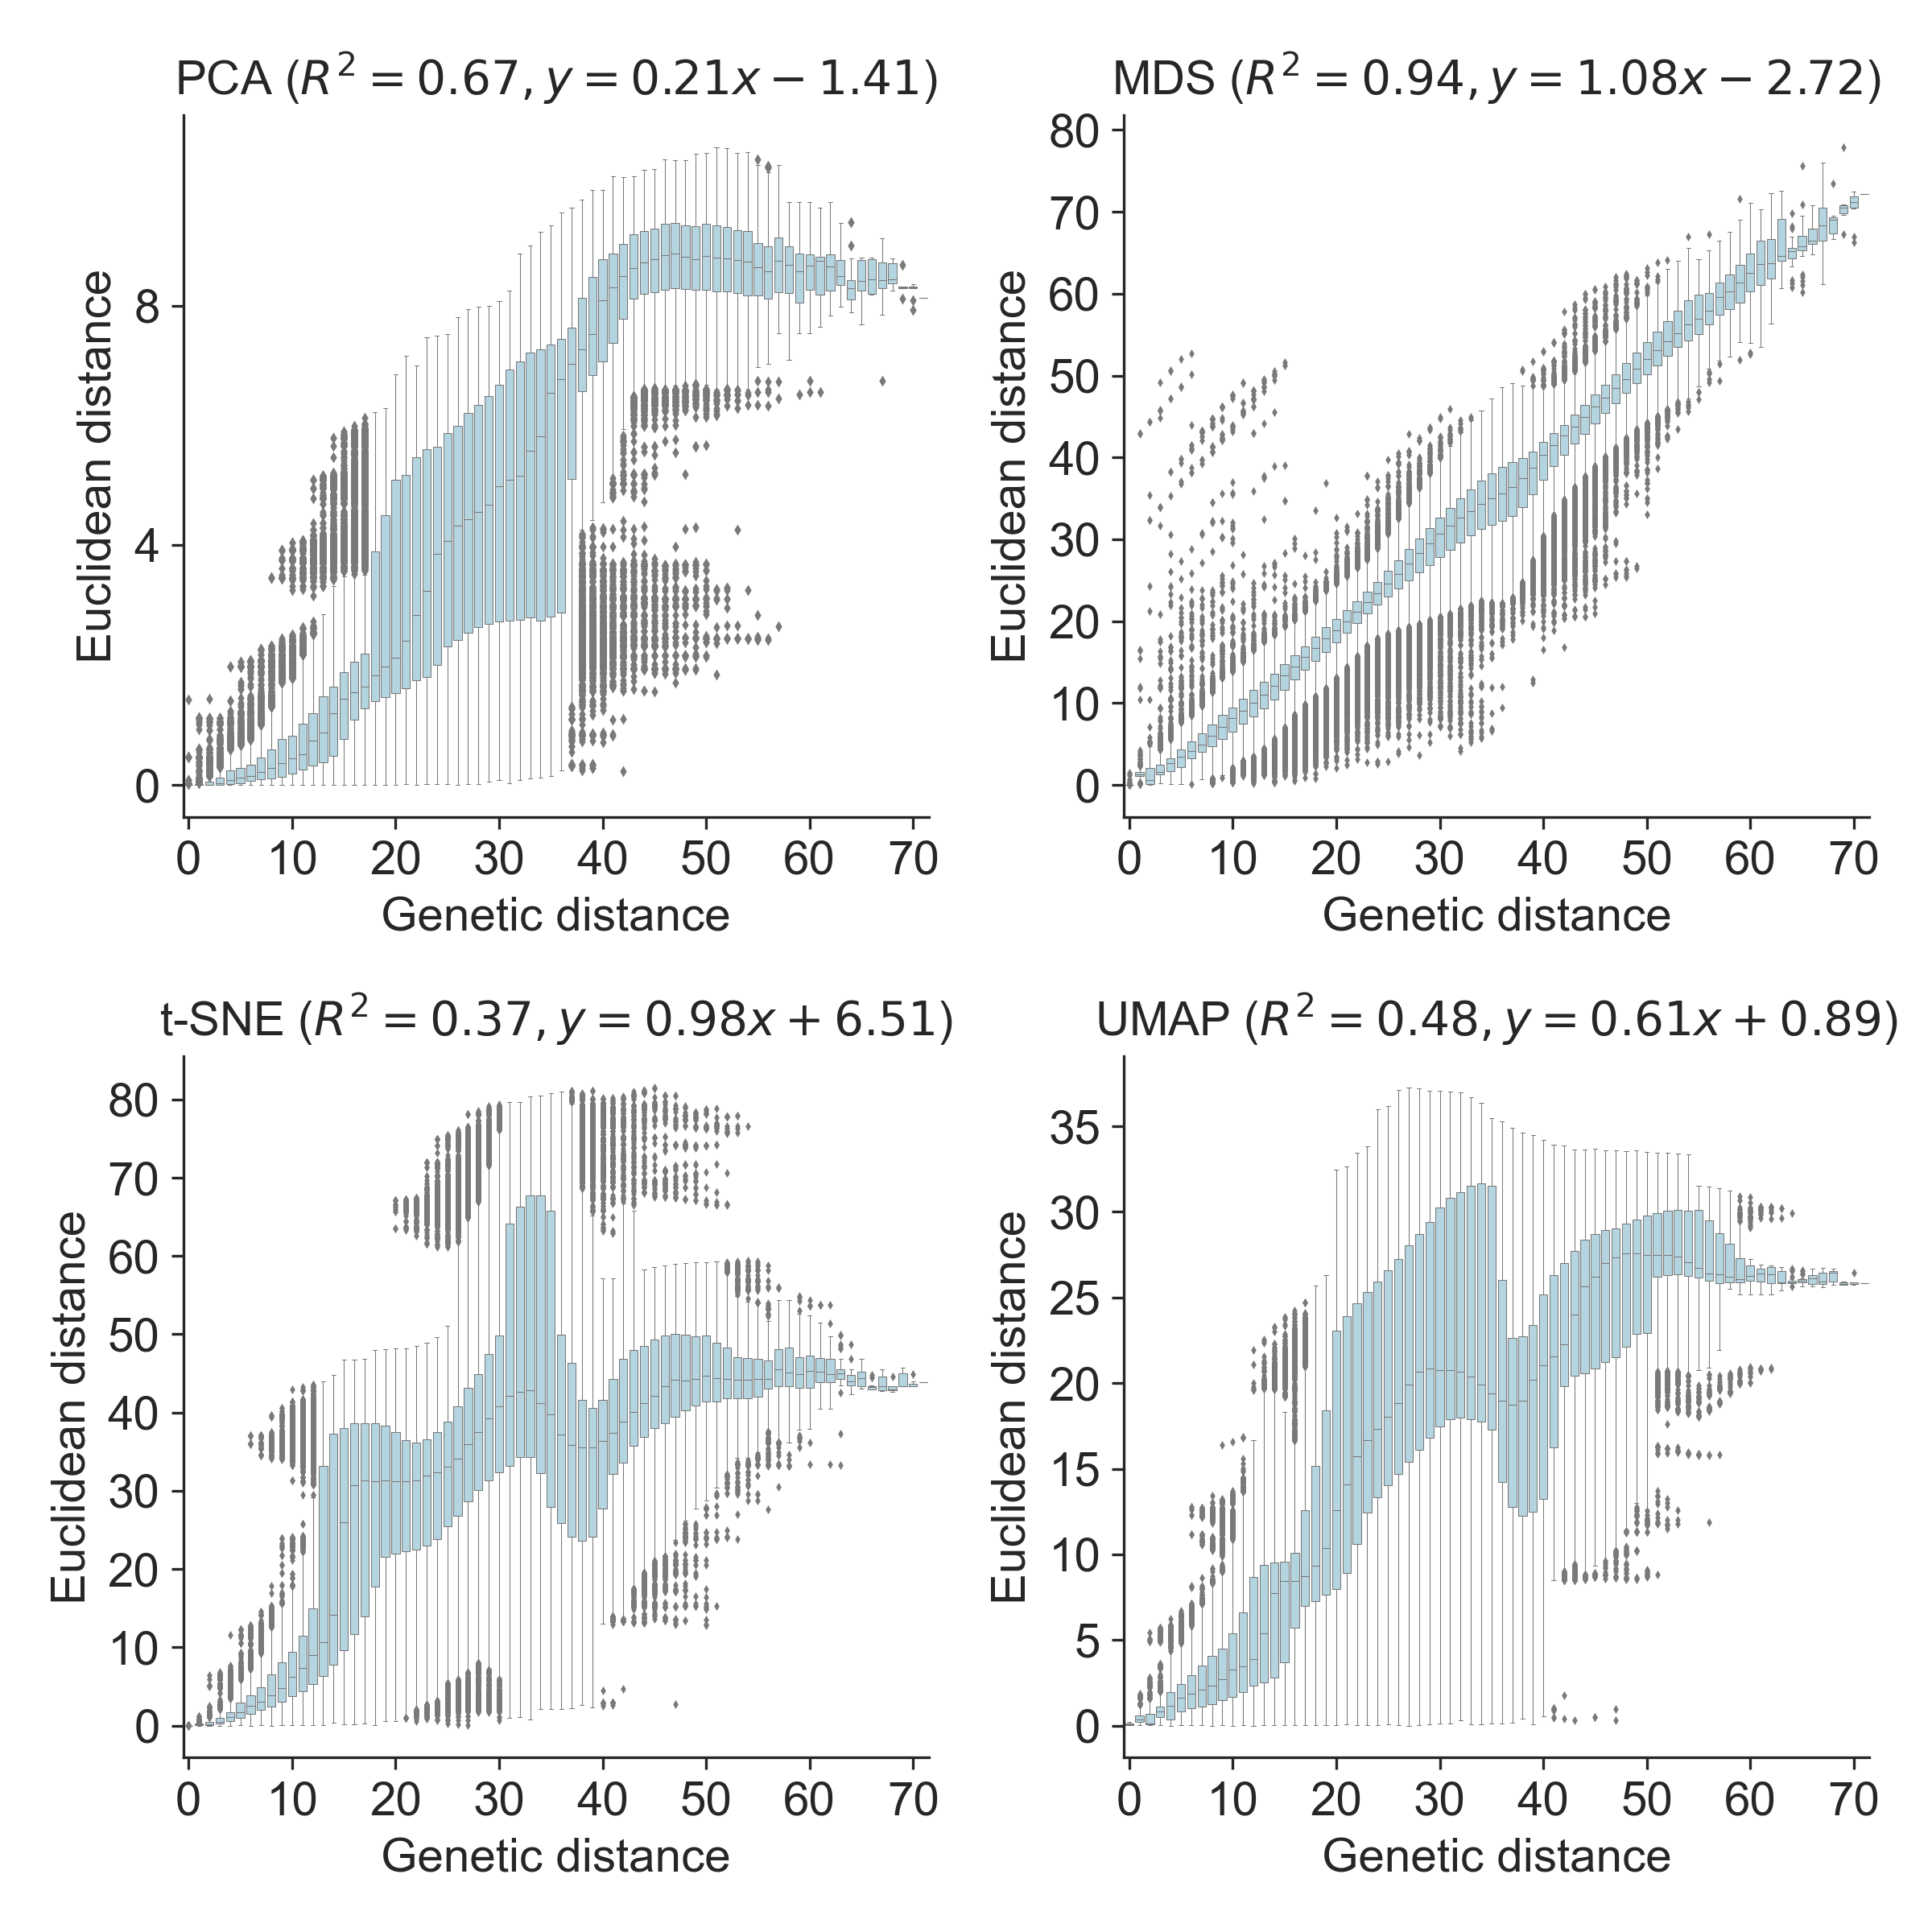 PCA (R² = 0.67, y = 0.21x − 1.41)
8
4
0
Euclidean distance
0 10 20 30 40 50 60 70
Genetic distance
MDS (R² = 0.94, y = 1.08x − 2.72)
80
70
60
50
40
30
20
10
0
Euclidean distance
0 10 20 30 40 50 60 70
Genetic distance
t-SNE (R² = 0.37, y = 0.98x + 6.51)
80
70
60
50
40
30
20
10
0
Euclidean distance
0 10 20 30 40 50 60 70
Genetic distance
UMAP (R² = 0.48, y = 0.61x + 0.89)
35
30
25
20
15
10
5
0
Euclidean distance
0 10 20 30 40 50 60 70
Genetic distance